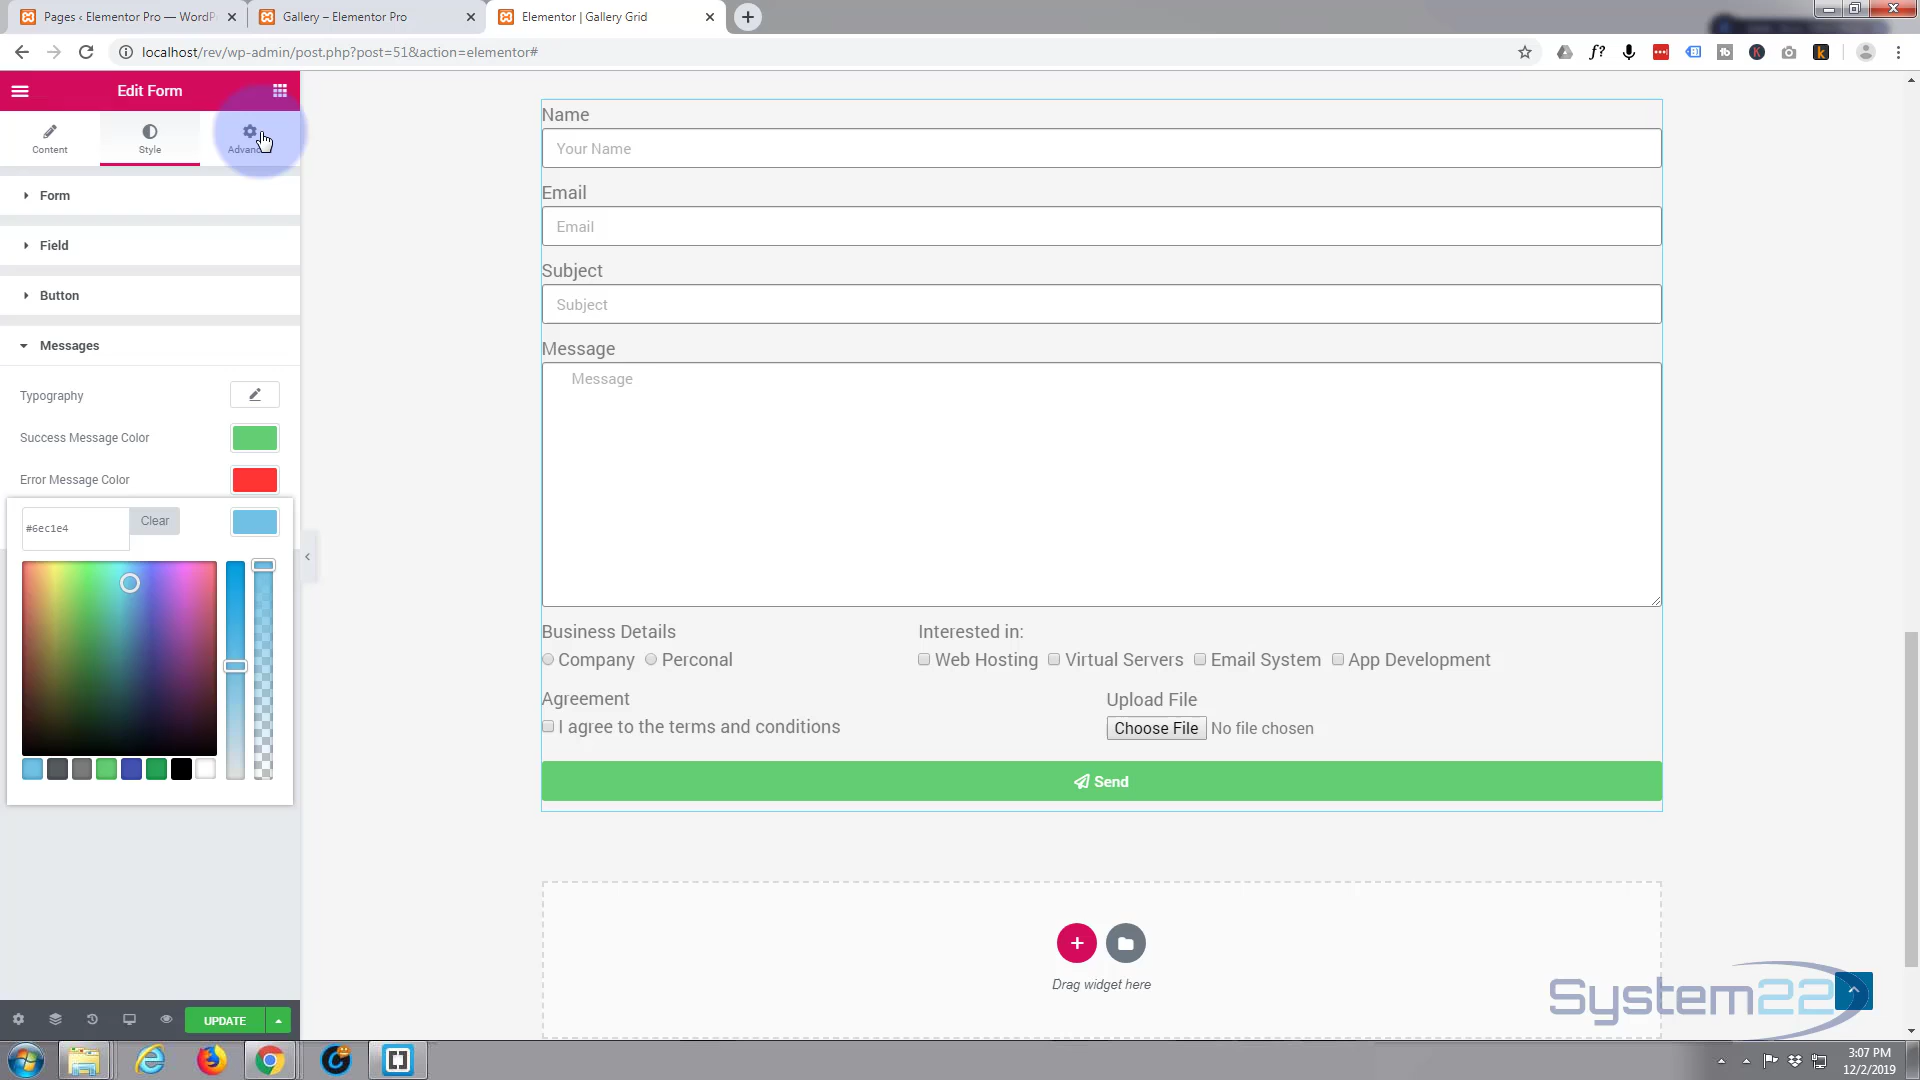 Pages ‹ Elementor Pro — WordP
Gallery – Elementor Pro
Elementor | Gallery Grid
localhost/rev/wp-admin/post.php?post=51&action=elementor#
Edit Form
Content
Style
Form
Field
Button
Messages
Typography
Success Message Color
Error Message Color
#6ec1e4
Clear
UPDATE
Name
Your Name
Email
Email
Subject
Subject
Message
Message
Business Details
Company
Perconal
Interested in:
Web Hosting
Virtual Servers
Email System
App Development
Agreement
I agree to the terms and conditions
Upload File
Choose File
No file chosen
Send
Drag widget here
System22
3:07 PM
12/2/2019